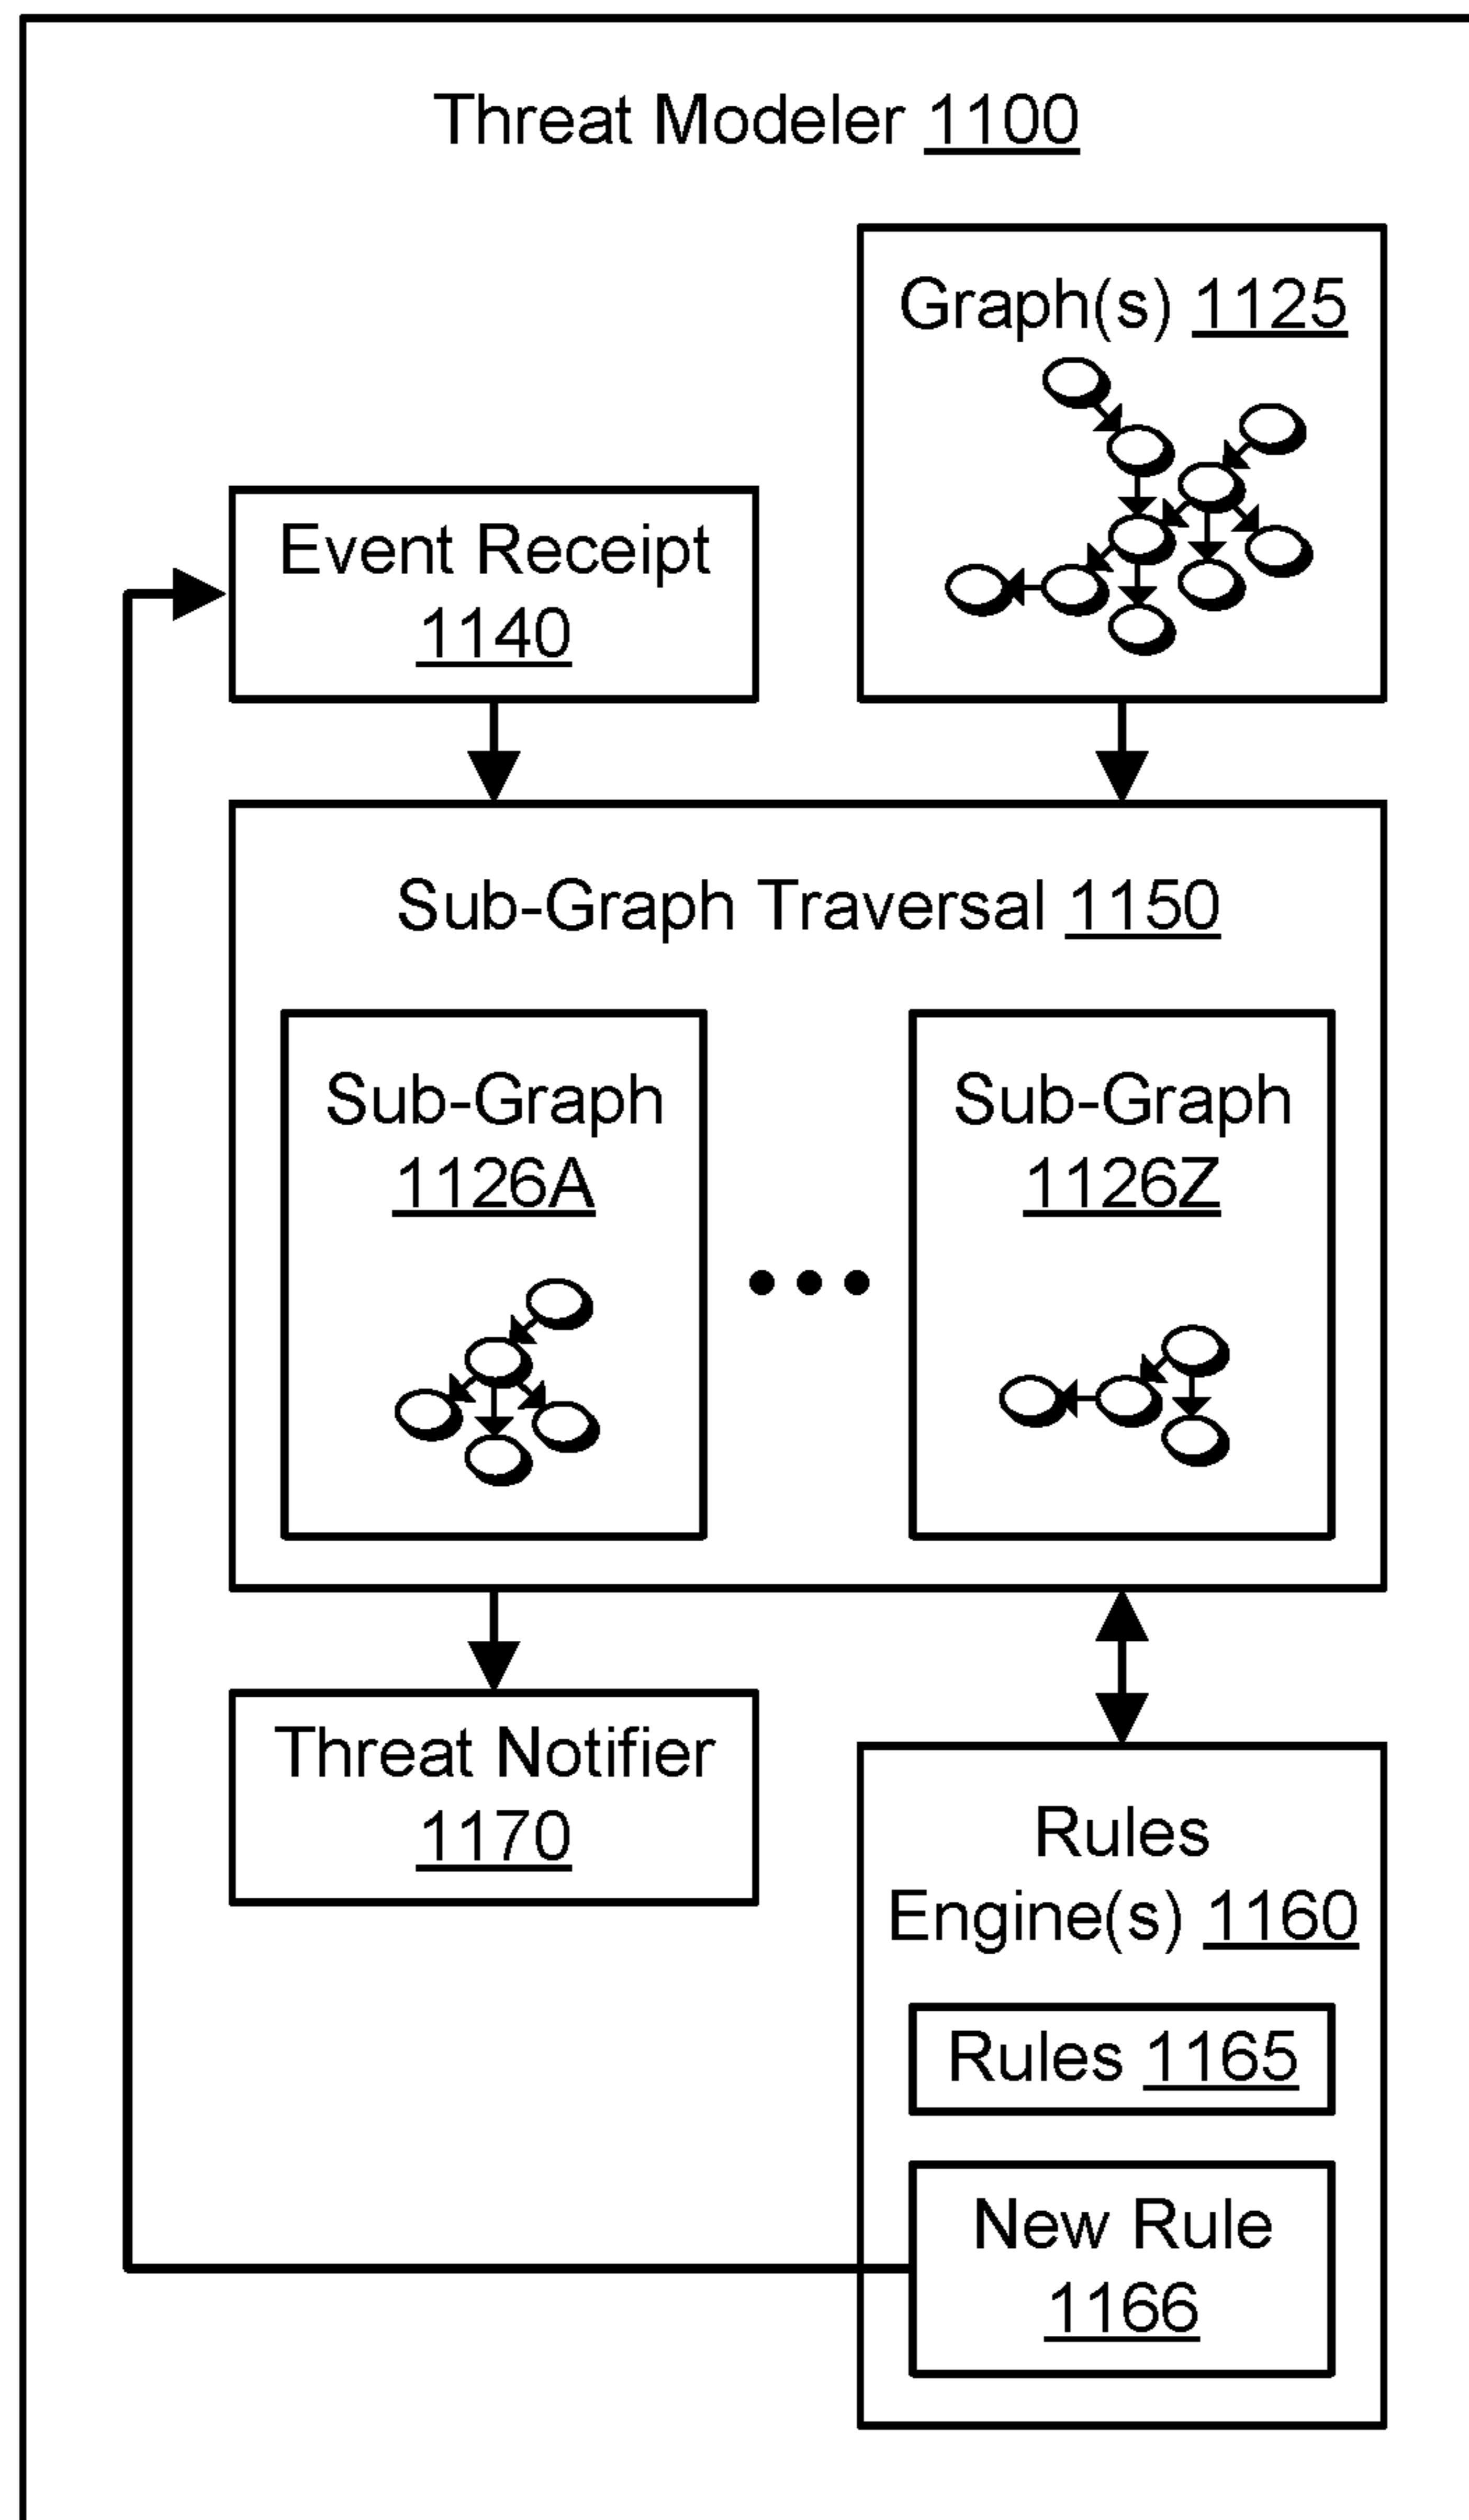 Threat Modeler 1100
Graph(s) 1125
Event Receipt
1140
Sub-Graph Traversal 1150
Sub-Graph
1126A
Sub-Graph
1126Z
Threat Notifier
1170
Rules
Engine(s) 1160
Rules 1165
New Rule
1166